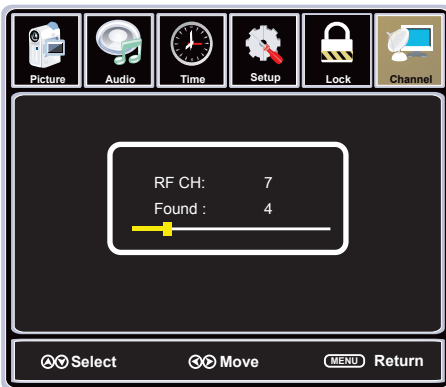 Picture Audio Time Setup Lock Channel
RF CH: 7
Found : 4
Select Move MENU Return